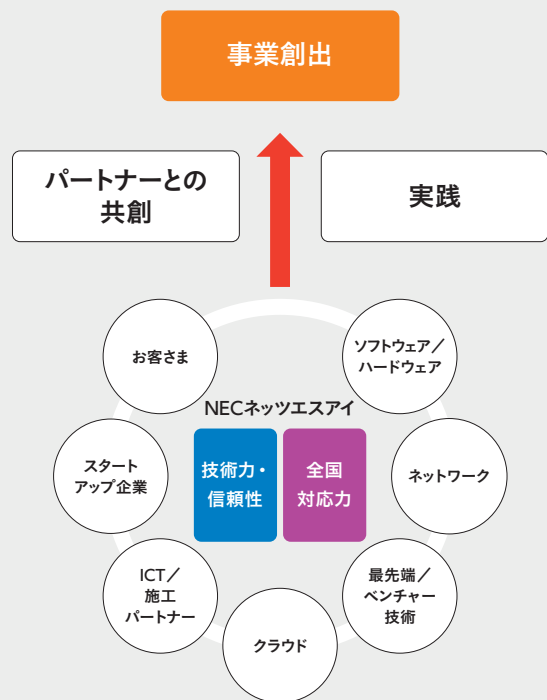 事業創出
パートナーとの
共創
実践
お客さま
ソフトウェア／
ハードウェア
NECネッツエスアイ
技術力・
信頼性
全国
対応力
スタート
アップ企業
ネットワーク
ICT／
施工
パートナー
最先端／
ベンチャー
技術
クラウド